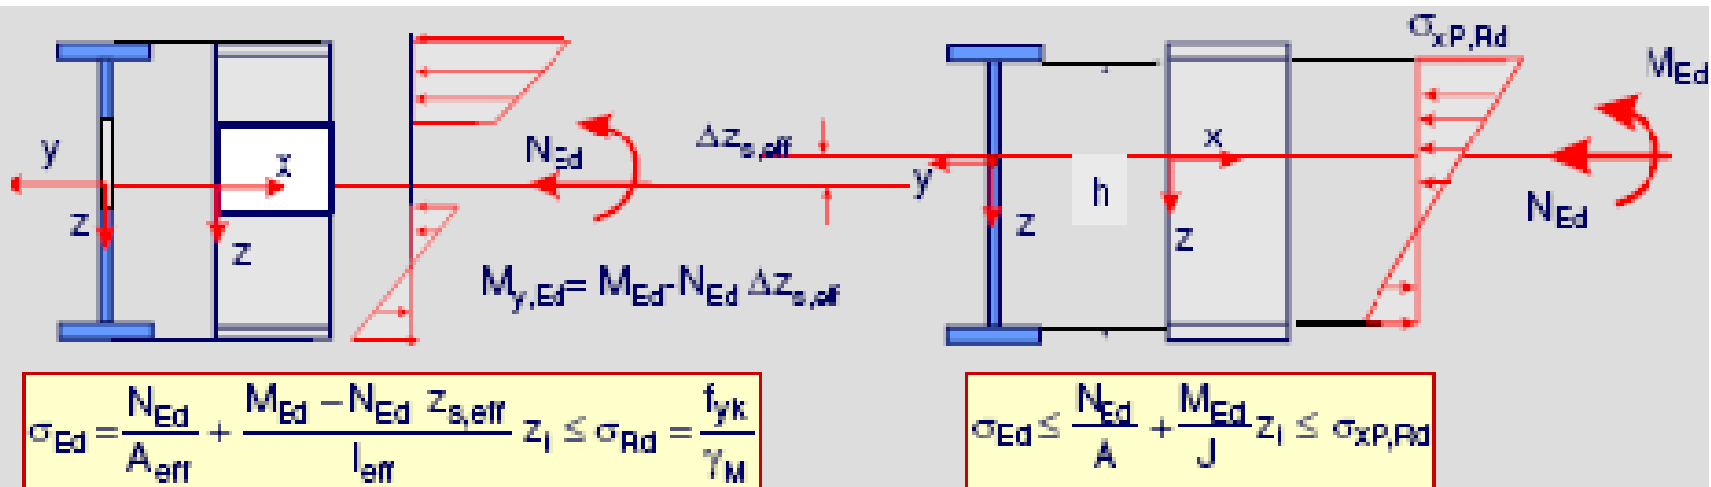 σxP,Rd
MEd
y
x
z
z
NEd
Δzs,eff
y
x
h
z
z
NEd
My,Ed= MEd-NEd Δzs,eff
σEd = NEd/Aeff + (MEd − NEd zs,eff)/Ieff zi ≤ σRd = fyk/γM
σEd ≤ NEd/A + MEd/J zi ≤ σxP,Rd